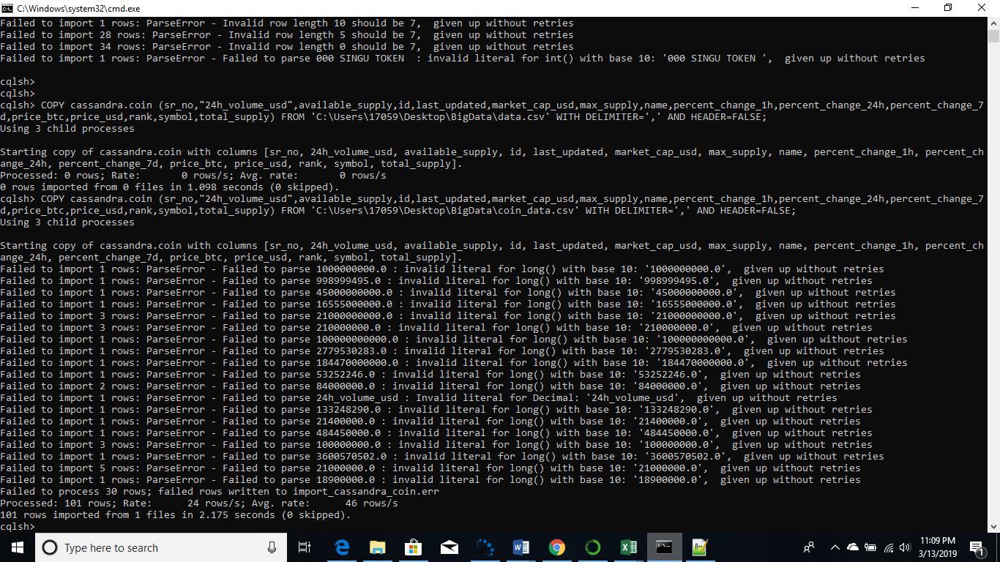 C:\Windows\system32\cmd.exe
Failed to import 1 rows: ParseError - Invalid row length 10 should be 7,  given up without retries
Failed to import 28 rows: ParseError - Invalid row length 5 should be 7,  given up without retries
Failed to import 34 rows: ParseError - Invalid row length 0 should be 7,  given up without retries
Failed to import 1 rows: ParseError - Failed to parse 000 SINGU TOKEN  : invalid literal for int() with base 10: '000 SINGU TOKEN ',  given up without retries
cqlsh>
cqlsh>
cqlsh> COPY cassandra.coin (sr_no,"24h_volume_usd",available_supply,id,last_updated,market_cap_usd,max_supply,name,percent_change_1h,percent_change_24h,percent_change_7
d,price_btc,price_usd,rank,symbol,total_supply) FROM 'C:\Users\17059\Desktop\BigData\data.csv' WITH DELIMITER=',' AND HEADER=FALSE;
Using 3 child processes
Starting copy of cassandra.coin with columns [sr_no, 24h_volume_usd, available_supply, id, last_updated, market_cap_usd, max_supply, name, percent_change_1h, percent_ch
ange_24h, percent_change_7d, price_btc, price_usd, rank, symbol, total_supply].
Processed: 0 rows; Rate:       0 rows/s; Avg. rate:       0 rows/s
0 rows imported from 0 files in 1.098 seconds (0 skipped).
cqlsh> COPY cassandra.coin (sr_no,"24h_volume_usd",available_supply,id,last_updated,market_cap_usd,max_supply,name,percent_change_1h,percent_change_24h,percent_change_7
d,price_btc,price_usd,rank,symbol,total_supply) FROM 'C:\Users\17059\Desktop\BigData\coin_data.csv' WITH DELIMITER=',' AND HEADER=FALSE;
Using 3 child processes
Starting copy of cassandra.coin with columns [sr_no, 24h_volume_usd, available_supply, id, last_updated, market_cap_usd, max_supply, name, percent_change_1h, percent_ch
ange_24h, percent_change_7d, price_btc, price_usd, rank, symbol, total_supply].
Failed to import 1 rows: ParseError - Failed to parse 1000000000.0 : invalid literal for long() with base 10: '1000000000.0',  given up without retries
Failed to import 1 rows: ParseError - Failed to parse 998999495.0 : invalid literal for long() with base 10: '998999495.0',  given up without retries
Failed to import 1 rows: ParseError - Failed to parse 45000000000.0 : invalid literal for long() with base 10: '45000000000.0',  given up without retries
Failed to import 1 rows: ParseError - Failed to parse 16555000000.0 : invalid literal for long() with base 10: '16555000000.0',  given up without retries
Failed to import 3 rows: ParseError - Failed to parse 21000000000.0 : invalid literal for long() with base 10: '21000000000.0',  given up without retries
Failed to import 3 rows: ParseError - Failed to parse 210000000.0 : invalid literal for long() with base 10: '210000000.0',  given up without retries
Failed to import 1 rows: ParseError - Failed to parse 100000000000.0 : invalid literal for long() with base 10: '100000000000.0',  given up without retries
Failed to import 1 rows: ParseError - Failed to parse 2779530283.0 : invalid literal for long() with base 10: '2779530283.0',  given up without retries
Failed to import 1 rows: ParseError - Failed to parse 184470000000.0 : invalid literal for long() with base 10: '184470000000.0',  given up without retries
Failed to import 1 rows: ParseError - Failed to parse 53252246.0 : invalid literal for long() with base 10: '53252246.0',  given up without retries
Failed to import 2 rows: ParseError - Failed to parse 84000000.0 : invalid literal for long() with base 10: '84000000.0',  given up without retries
Failed to import 1 rows: ParseError - Failed to parse 24h_volume_usd : Invalid literal for Decimal: '24h_volume_usd',  given up without retries
Failed to import 1 rows: ParseError - Failed to parse 133248290.0 : invalid literal for long() with base 10: '133248290.0',  given up without retries
Failed to import 1 rows: ParseError - Failed to parse 21400000.0 : invalid literal for long() with base 10: '21400000.0',  given up without retries
Failed to import 1 rows: ParseError - Failed to parse 484450000.0 : invalid literal for long() with base 10: '484450000.0',  given up without retries
Failed to import 3 rows: ParseError - Failed to parse 100000000.0 : invalid literal for long() with base 10: '100000000.0',  given up without retries
Failed to import 1 rows: ParseError - Failed to parse 3600570502.0 : invalid literal for long() with base 10: '3600570502.0',  given up without retries
Failed to import 5 rows: ParseError - Failed to parse 21000000.0 : invalid literal for long() with base 10: '21000000.0',  given up without retries
Failed to import 1 rows: ParseError - Failed to parse 18900000.0 : invalid literal for long() with base 10: '18900000.0',  given up without retries
Failed to process 30 rows; failed rows written to import_cassandra_coin.err
Processed: 101 rows; Rate:      24 rows/s; Avg. rate:      46 rows/s
101 rows imported from 1 files in 2.175 seconds (0 skipped).
cqlsh>
Type here to search
11:09 PM
3/13/2019
1